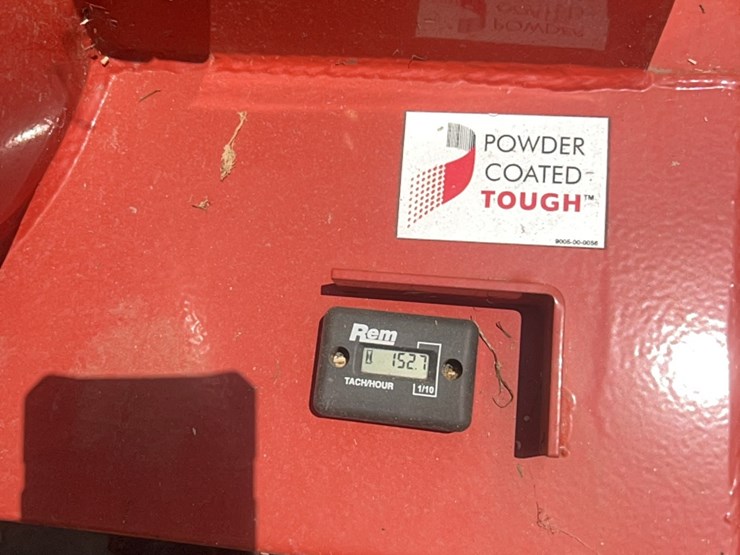 POWDER
COATED
TOUGH™
9005-00-0058
Rem
152.7
TACH/HOUR
1/10